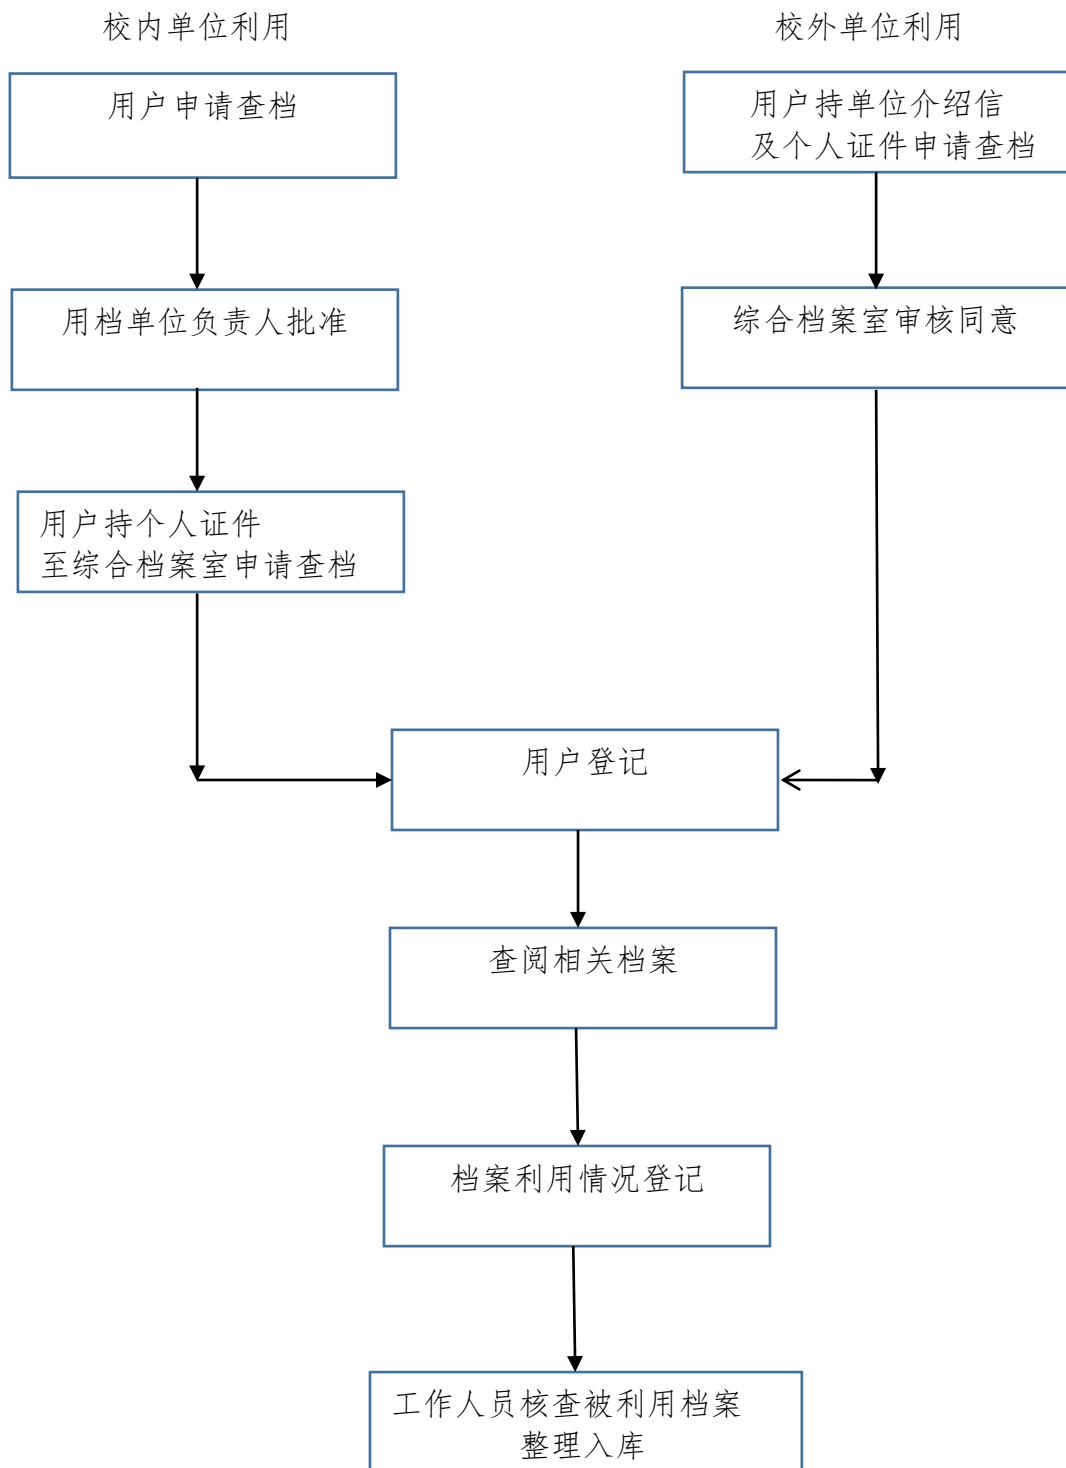 校内单位利用
校外单位利用
用户申请查档
用户持单位介绍信
及个人证件申请查档
用档单位负责人批准
综合档案室审核同意
用户持个人证件
至综合档案室申请查档
用户登记
查阅相关档案
档案利用情况登记
工作人员核查被利用档案
整理入库